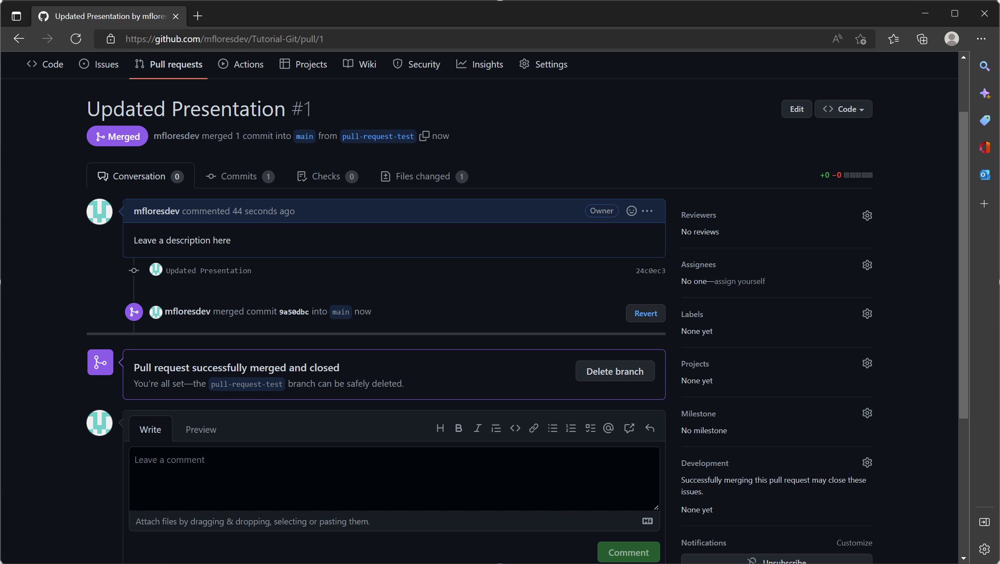 Updated Presentation by mflores
https://github.com/mfloresdev/Tutorial-Git/pull/1
Code Issues Pull requests Actions Projects Wiki Security Insights Settings
Updated Presentation #1
Edit Code
Merged mfloresdev merged 1 commit into main from pull-request-test now
Conversation 0 Commits 1 Checks 0 Files changed 1
+0 −0
mfloresdev commented 44 seconds ago
Owner
Leave a description here
Updated Presentation 24c0ec3
mfloresdev merged commit 9a50dbc into main now
Revert
Pull request successfully merged and closed
You’re all set—the pull-request-test branch can be safely deleted.
Delete branch
Write Preview
Leave a comment
Attach files by dragging & dropping, selecting or pasting them.
Comment
Reviewers
No reviews
Assignees
No one—assign yourself
Labels
None yet
Projects
None yet
Milestone
No milestone
Development
Successfully merging this pull request may close these
issues.
None yet
Notifications Customize
Unsubscribe